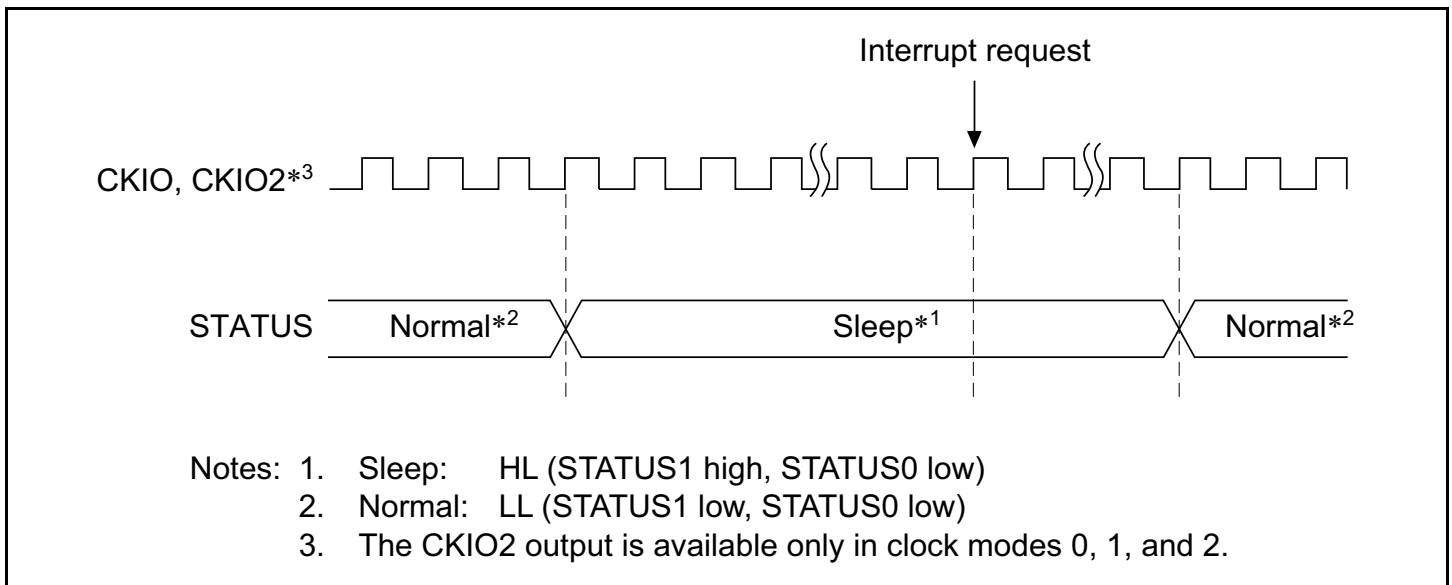 Interrupt request
CKIO, CKIO2*3
STATUS Normal*2 Sleep*1 Normal*2
Notes: 1. Sleep: HL (STATUS1 high, STATUS0 low)
2. Normal: LL (STATUS1 low, STATUS0 low)
3. The CKIO2 output is available only in clock modes 0, 1, and 2.